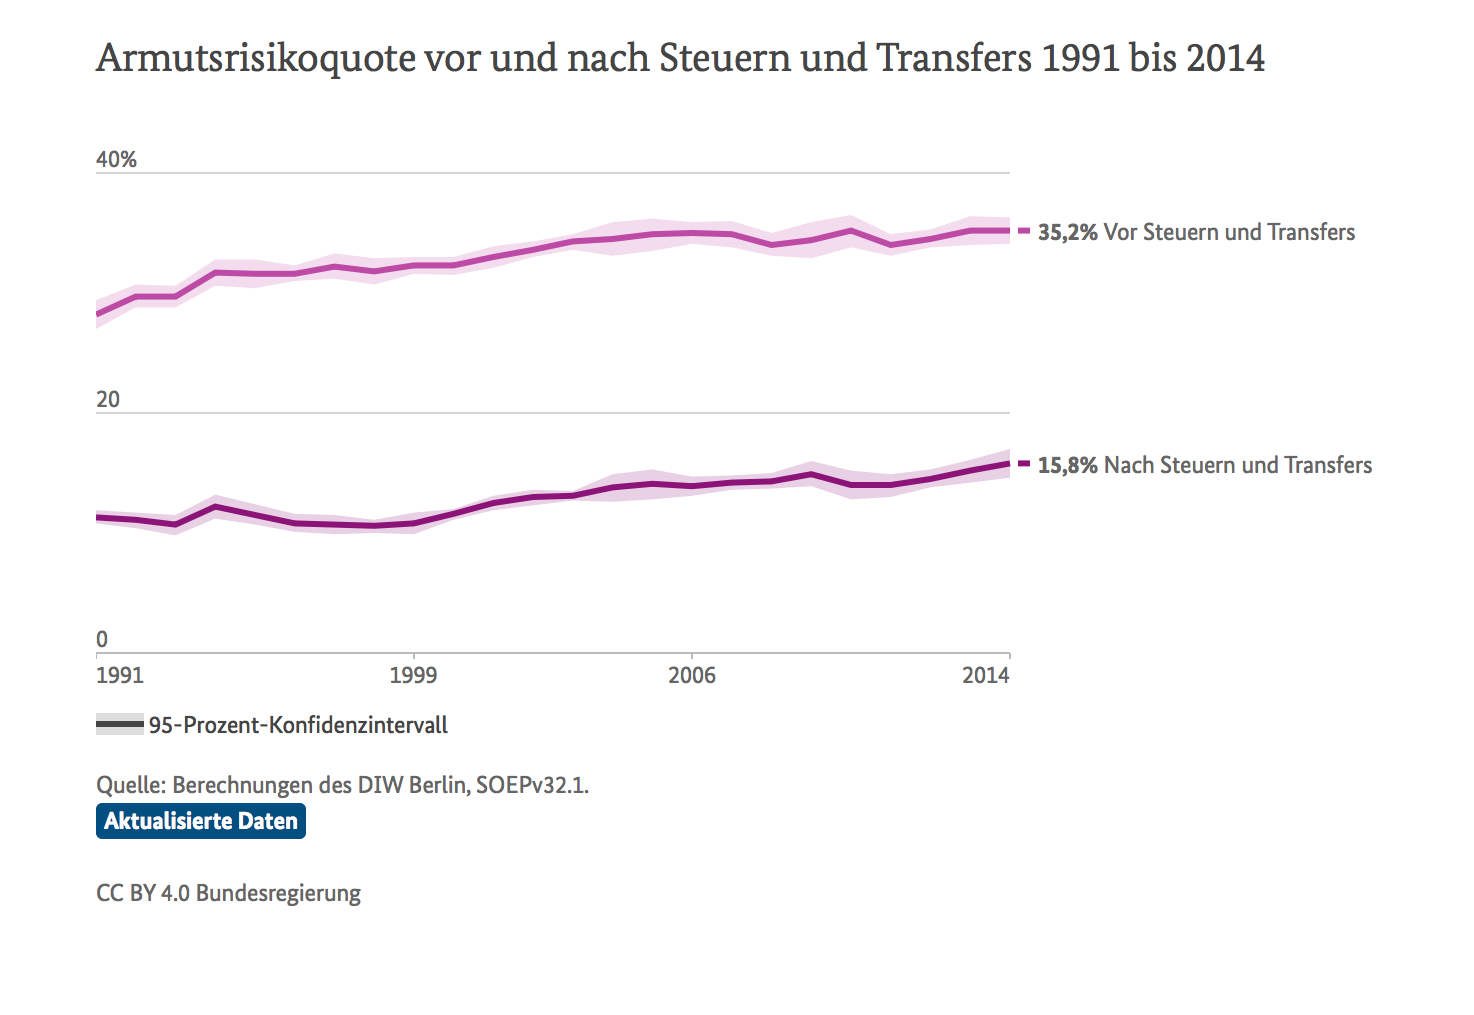 Armutsrisikoquote vor und nach Steuern und Transfers 1991 bis 2014
40%
35,2% Vor Steuern und Transfers
20
15,8% Nach Steuern und Transfers
0
1991 1999 2006 2014
95-Prozent-Konfidenzintervall
Quelle: Berechnungen des DIW Berlin, SOEPv32.1.
Aktualisierte Daten
CC BY 4.0 Bundesregierung